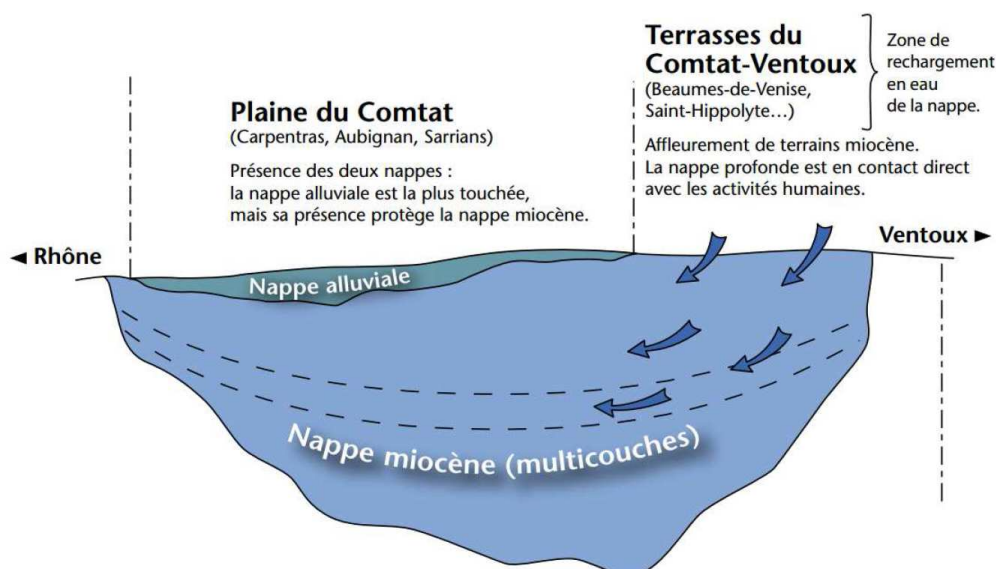 Terrasses du
Comtat-Ventoux
(Beaumes-de-Venise,
Saint-Hippolyte…)
Zone de
rechargement
en eau
de la nappe.
Affleurement de terrains miocène.
La nappe profonde est en contact direct
avec les activités humaines.
Plaine du Comtat
(Carpentras, Aubignan, Sarrians)
Présence des deux nappes :
la nappe alluviale est la plus touchée,
mais sa présence protège la nappe miocène.
◄ Rhône
Ventoux ►
Nappe alluviale
Nappe miocène (multicouches)